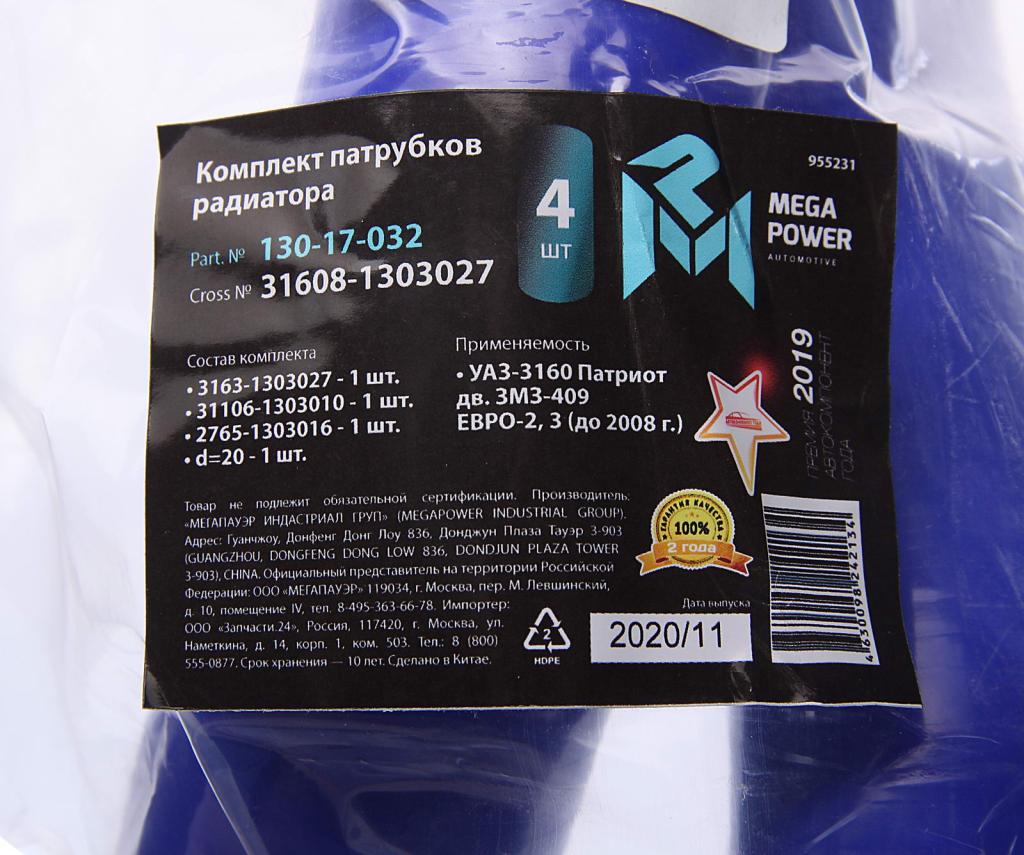 Комплект патрубков
радиатора
Part. № 130-17-032
Cross № 31608-1303027
4
шт
955231
MEGA
POWER
AUTOMOTIVE
Состав комплекта
• 3163-1303027 - 1 шт.
• 31106-1303010 - 1 шт.
• 2765-1303016 - 1 шт.
• d=20 - 1 шт.
Применяемость
• УАЗ-3160 Патриот
дв. ЗМЗ-409
ЕВРО-2, 3 (до 2008 г.)
ПРЕМИЯ 2019
АВТОКОМПОНЕНТ
ГОДА
Товар не подлежит обязательной сертификации. Производитель:
«МЕГАПАУЭР ИНДАСТРИАЛ ГРУП» (MEGAPOWER INDUSTRIAL GROUP).
Адрес: Гуанчжоу, Донфенг Донг Лоу 836, Донджун Плаза Тауэр 3-903
(GUANGZHOU, DONGFENG DONG LOW 836, DONDJUN PLAZA TOWER
3-903), CHINA. Официальный представитель на территории Российской
Федерации: ООО «МЕГАПАУЭР» 119034, г. Москва, пер. М. Левшинский,
д. 10, помещение IV, тел. 8-495-363-66-78. Импортер:
ООО «Запчасти.24», Россия, 117420, г. Москва, ул.
Наметкина, д. 14, корп. 1, ком. 503. Тел.: 8 (800)
555-0877. Срок хранения — 10 лет. Сделано в Китае.
ГАРАНТИЯ КАЧЕСТВА
100%
2 года
2
HDPE
Дата выпуска
2020/11
4630098242134